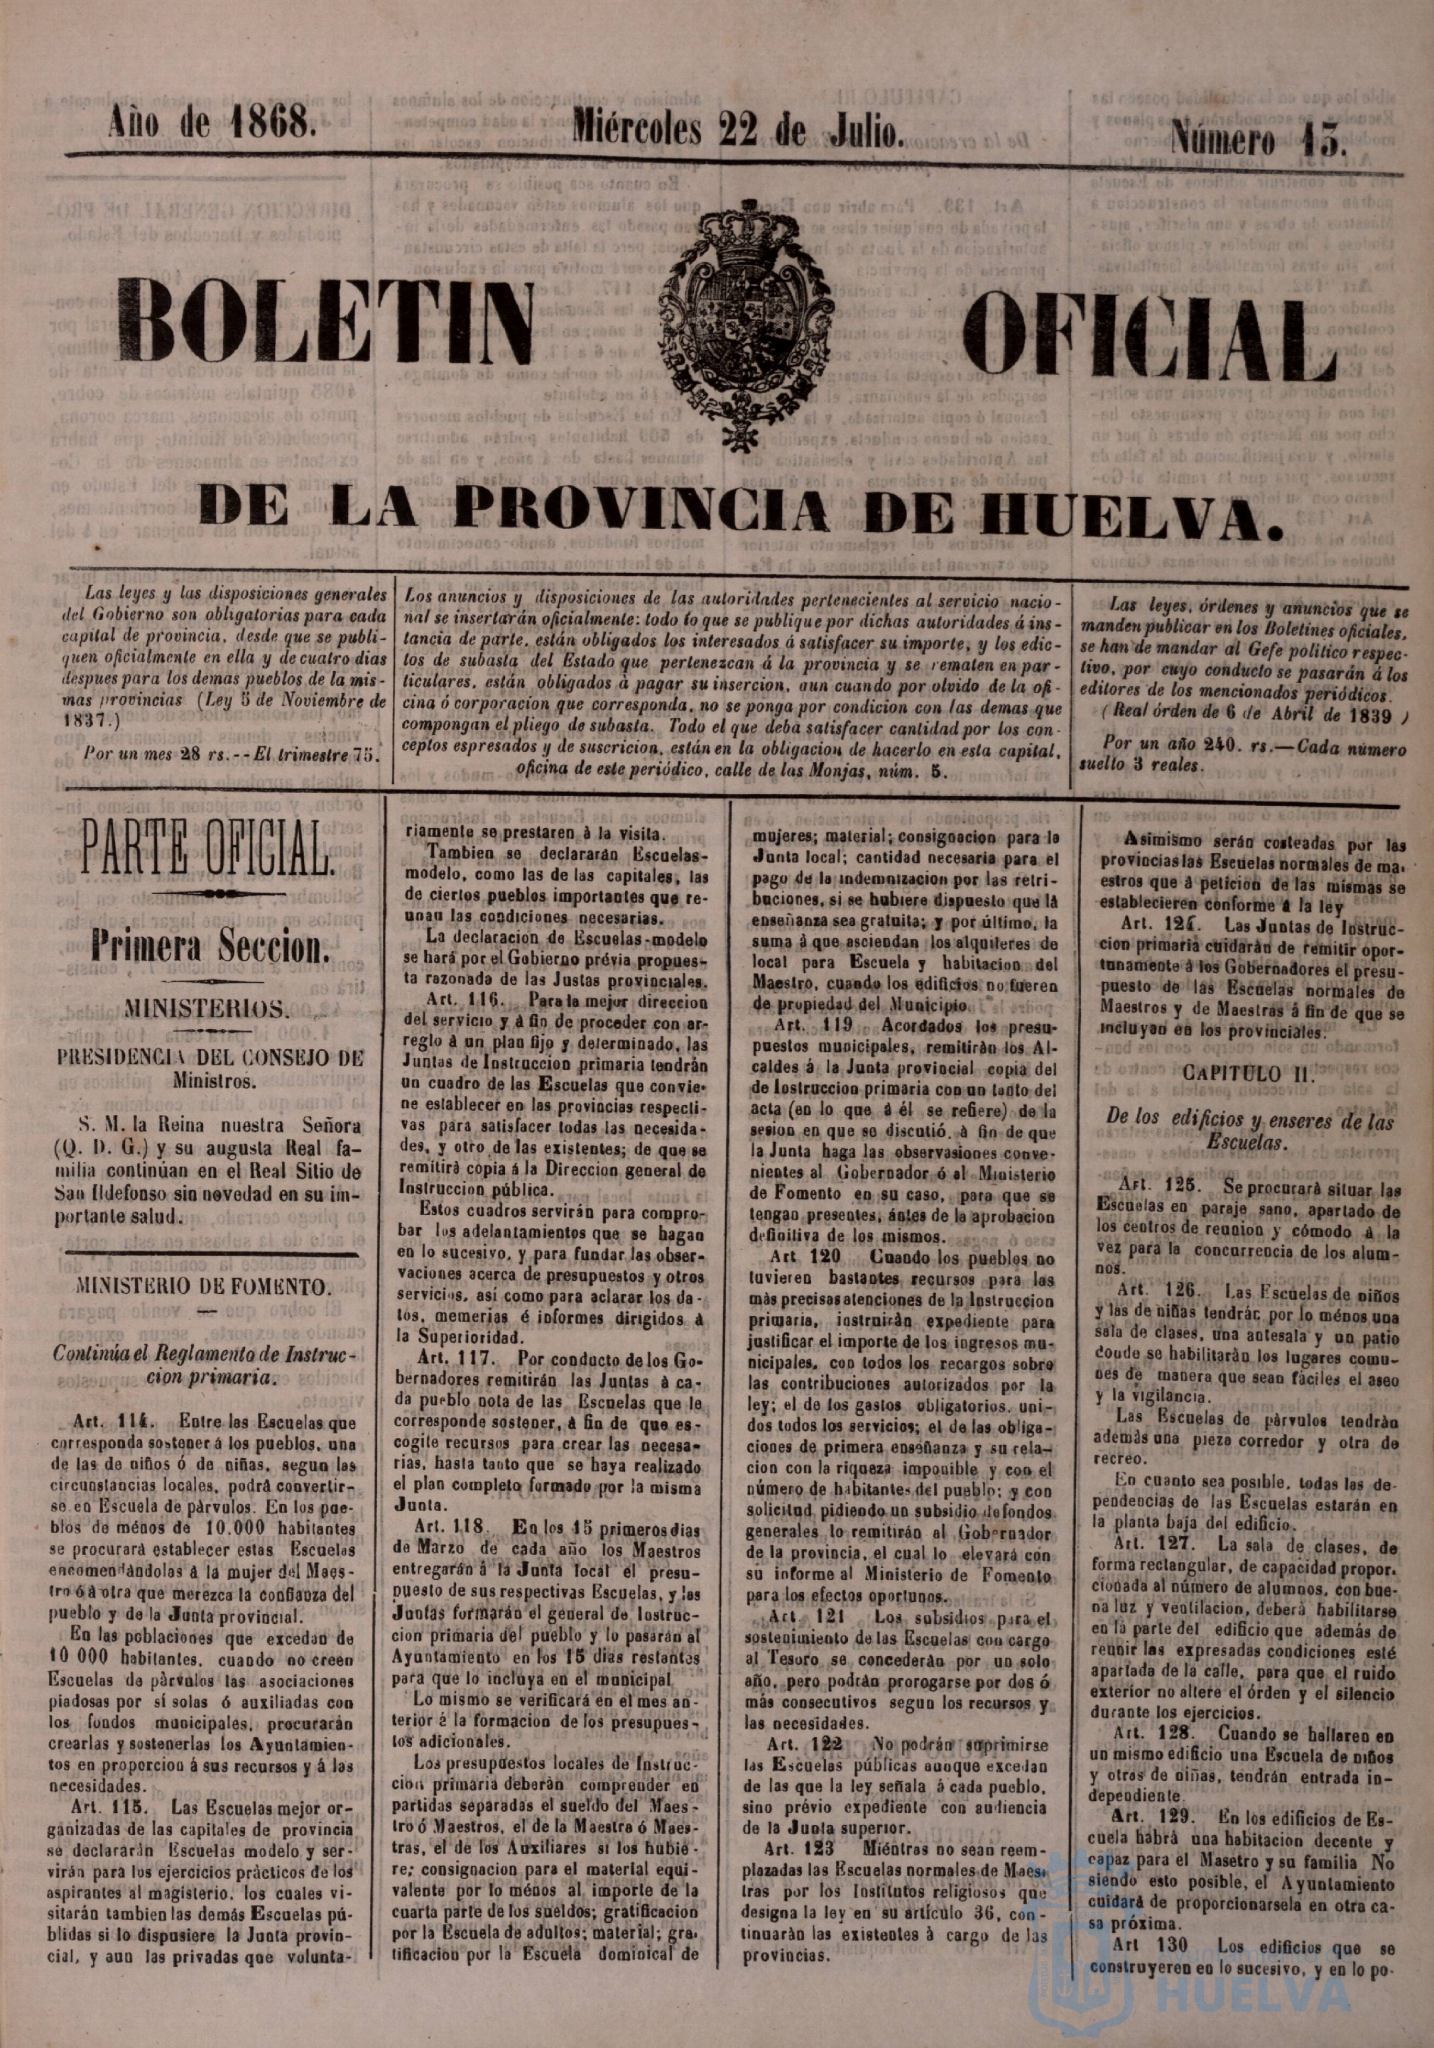 Año de 1868.
Miércoles 22 de Julio.
Número 13.
BOLETIN OFICIAL
DE LA PROVINCIA DE HUELVA.
Las leyes y las disposiciones generales
del Gobierno son obligatorias para cada
capital de provincia, desde que se publi-
quen oficialmente en ella y de cuatro dias
despues para los demas pueblos de la mis-
mas provincias (Ley 5 de Noviembre de
1837.)
Por un mes 28 rs.--El trimestre 75.
Los anuncios y disposiciones de las autoridades pertenecientes al servicio nacio-
nal se insertarán oficialmente: todo lo que se publique por dichas autoridades á ins-
tancia de parte, están obligados los interesados á satisfacer su importe, y los edic-
tos de subasta del Estado que pertenezcan á la provincia y se rematen en par-
ticulares, están obligados à pagar su insercion, aun cuando por olvido de la ofi-
cina ó corporacion que corresponda, no se ponga por condicion con las demas que
compongan el pliego de subasta. Todo el que deba satisfacer cantidad por los con-
ceptos espresados y de suscricion, están en la obligacion de hacerlo en esta capital,
oficina de este periódico, calle de las Monjas, núm. 5.
Las leyes, órdenes y anuncios que se
manden publicar en los Boletines oficiales,
se han de mandar al Gefe político respec-
tivo, por cuyo conducto se pasarán á los
editores de los mencionados periódicos.
(Real órden de 6 de Abril de 1839)
Por un año 240. rs.—Cada número
suelto 3 reales.
PARTE OFICIAL.
Primera Seccion.
MINISTERIOS.
PRESIDENCIA DEL CONSEJO DE
Ministros.
S. M. la Reina nuestra Señora
(Q. D. G.) y su augusta Real fa-
milia continúan en el Real Sitio de
San Ildefonso sin novedad en su im-
portante salud.
MINISTERIO DE FOMENTO.
Continúa el Reglamento de Instruc-
cion primaria.
Art. 114. Entre las Escuelas que
corresponda sostener á los pueblos, una
de las de niños ó de niñas, segun las
circunstancias locales, podrá convertir-
se en Escuela de pàrvulos. En los pue-
blos de ménos de 10.000 habitantes
se procurará establecer estas Escuelas
encomendándolas á la mujer del Maes-
tro ó á otra que merezca la confianza del
pueblo y de la Junta provincial.
En las poblaciones que excedan de
10 000 habitantes, cuando no creen
Escuelas de pàrvulos las asociaciones
piadosas por sí solas ó auxiliadas con
los fondos municipales, procurarán
crearlas y sostenerlas los Ayuntamien-
tos en proporcion á sus recursos y á las
necesidades.
Art. 115. Las Escuelas mejor or-
ganizadas de las capitales de provincia
se declararán Escuelas modelo y ser-
virán para los ejercicios pràcticos de los
aspirantes al magisterio, los cuales vi-
sitarán tambien las demás Escuelas pú-
blidas si lo dispusiere la Junta provin-
cial, y aun las privadas que volunta-
riamente se prestaren à la visita.
Tambien se declararán Escuelas-
modelo, como las de las capitales, las
de ciertos pueblos importantes que re-
unan las condiciones necesarias.
La declaracion de Escuelas-modelo
se hará por el Gobierno prévia propues-
ta razonada de las Justas provinciales.
Art. 116. Para la mejor direccion
del servicio y á fin de proceder con ar-
reglo à un plan fijo y determinado, las
Juntas de Instruccion primaria tendrán
un cuadro de las Escuelas que convie-
ne establecer en las provincias respecti-
vas para satisfacer todas las necesida-
des, y otro de las existentes; de que se
remitirà copia á la Direccion general de
Instruccion pública.
Estos cuadros servirán para compro-
bar los adelantamientos que se hagan
en lo sucesivo, y para fundar las obser-
vaciones acerca de presupuestos y otros
servicios, así como para aclarar los da-
tos, memerias é informes dirigidos à
la Superioridad.
Art. 117. Por conducto de los Go-
bernadores remitirán las Juntas à ca-
da pueblo nota de las Escuelas que le
corresponde sostener, à fin de que es-
cogite recursos para crear las necesa-
rias, hasta tanto que se haya realizado
el plan completo formado por la misma
Junta.
Art. 118. En los 15 primeros dias
de Marzo de cada año los Maestros
entregarán à la Junta local el presu-
puesto de sus respectivas Escuelas, y las
Juntas formarán el general de Instruc-
cion primaria del pueblo y lo pasarán al
Ayuntamiento en los 15 dias restantes
para que lo incluya en el municipal
Lo mismo se verificará en el mes an-
terior á la formacion de los presupues-
tos adicionales.
Los presupuestos locales de Instruc-
cion primaria deberán comprender en
partidas separadas el sueldo del Maes-
tro ó Maestros, el de la Maestra ó Maes-
tras, el de los Auxiliares si los hubie-
re; consignacion para el material equi-
valente por lo ménos al importe de la
cuarta parte de los sueldos; gratificacion
por la Escuela de adultos; material; gra-
tificacion por la Escuela dominical de
mujeres; material; consignacion para la
Junta local; cantidad necesaria para el
pago de la indemnizacion por las retri-
buciones, si se hubiere dispuesto que la
enseñanza sea gratuita; y por último, la
suma à que asciendan los alquileres de
local para Escuela y habitacion del
Maestro, cuando los edificios no fueren
de propiedad del Municipio.
Art. 119 Acordados los presu-
puestos municipales, remitirán los Al-
caldes á la Junta provincial copia del
de Iostruccion primaria con un tanto del
acta (en lo que à él se refiere) de la
sesion en que se discutió, à fin de que
la Junta haga las observasiones conve-
nientes al Gobernador ó al Ministerio
de Fomento en su caso, para que se
tengan presentes, ántes de la aprobacion
definitiva de los mismos.
Art 120 Cuando los pueblos no
tuvieren bastantes recursos para las
màs precisas atenciones de la Instruccion
primaria, instruirán expediente para
justificar el importe de los ingresos mu-
nicipales, con todos los recargos sobre
las contribuciones autorizados por la
ley; el de los gastos obligatorios, uni-
dos todos los servicios; el de las obliga-
ciones de primera enseñanza y su rela-
cion con la riqueza imponible y con el
número de habitantes del pueblo; y con
solicitud pidiendo un subsidio de fondos
generales lo remitirán al Gobernador
de la provincia, el cual lo elevará con
su informe al Ministerio de Fomento
para los efectos oportunos.
Art. 121 Los subsidios para el
sostenimiento de las Escuelas con cargo
al Tesoro se concederàn por un solo
año, pero podràn prorogarse por dos ó
más consecutivos segun los recursos y
las necesidades.
Art. 122 No podràn suprimirse
las Escuelas públicas aunque excedan
de las que la ley señala á cada pueblo,
sino prévio expediente con audiencia
de la Junta superior.
Art. 123 Miéntras no sean reem-
plazadas las Escuelas normales de Maes-
tras por los Institutos religiosos que
designa la ley en su artículo 36, con-
tinuaràn las existentes à cargo de las
provincias.
Asimismo serán costeadas por las
provincias las Escuelas normales de ma-
estros que á peticion de las mismas se
establecieren conforme á la ley
Art. 124. Las Juntas de Instruc-
cion primaria cuidarán de remitir opor-
tunamente á los Gobernadores el presu-
puesto de las Escuelas normales de
Maestros y de Maestras á fin de que se
incluyan en los provinciales.
CAPITULO II.
De los edificios y enseres de las
Escuelas.
Art. 125. Se procurará situar las
Escuelas en paraje sano, apartado de
los centros de reunion y cómodo á la
vez para la concurrencia de los alum-
nos.
Art. 126. Las Escuelas de niños
y las de niñas tendrán por lo ménos una
sala de clases, una antesala y un patio
donde se habilitarán los lugares comu-
nes de manera que sean fáciles el aseo
y la vigilancia.
Las Escuelas de pàrvulos tendràn
además una pieza corredor y otra de
recreo.
En cuanto sea posible, todas las de-
pendencias de las Escuelas estarán en
la planta baja del edificio.
Art. 127. La sala de clases, de
forma rectangular, de capacidad propor-
cionada al número de alumnos, con bue-
na luz y ventilacion, deberà habilitarse
en la parte del edificio que además de
reunir las expresadas condiciones esté
apartada de la calle, para que el ruido
exterior no altere el órden y el silencio
durante los ejercicios.
Art. 128. Cuando se hallaren en
un mismo edificio una Escuela de niños
y otras de niñas, tendrán entrada in-
dependiente.
Art. 129. En los edificios de Es-
cuela habrà una habitacion decente y
capaz para el Masetro y su familia No
siendo esto posible, el Ayuntamiento
cuidará de proporcionarsela en otra ca-
sa próxima.
Art 130 Los edificios que se
construyeren en lo sucesivo, y en lo po-
HUELVA